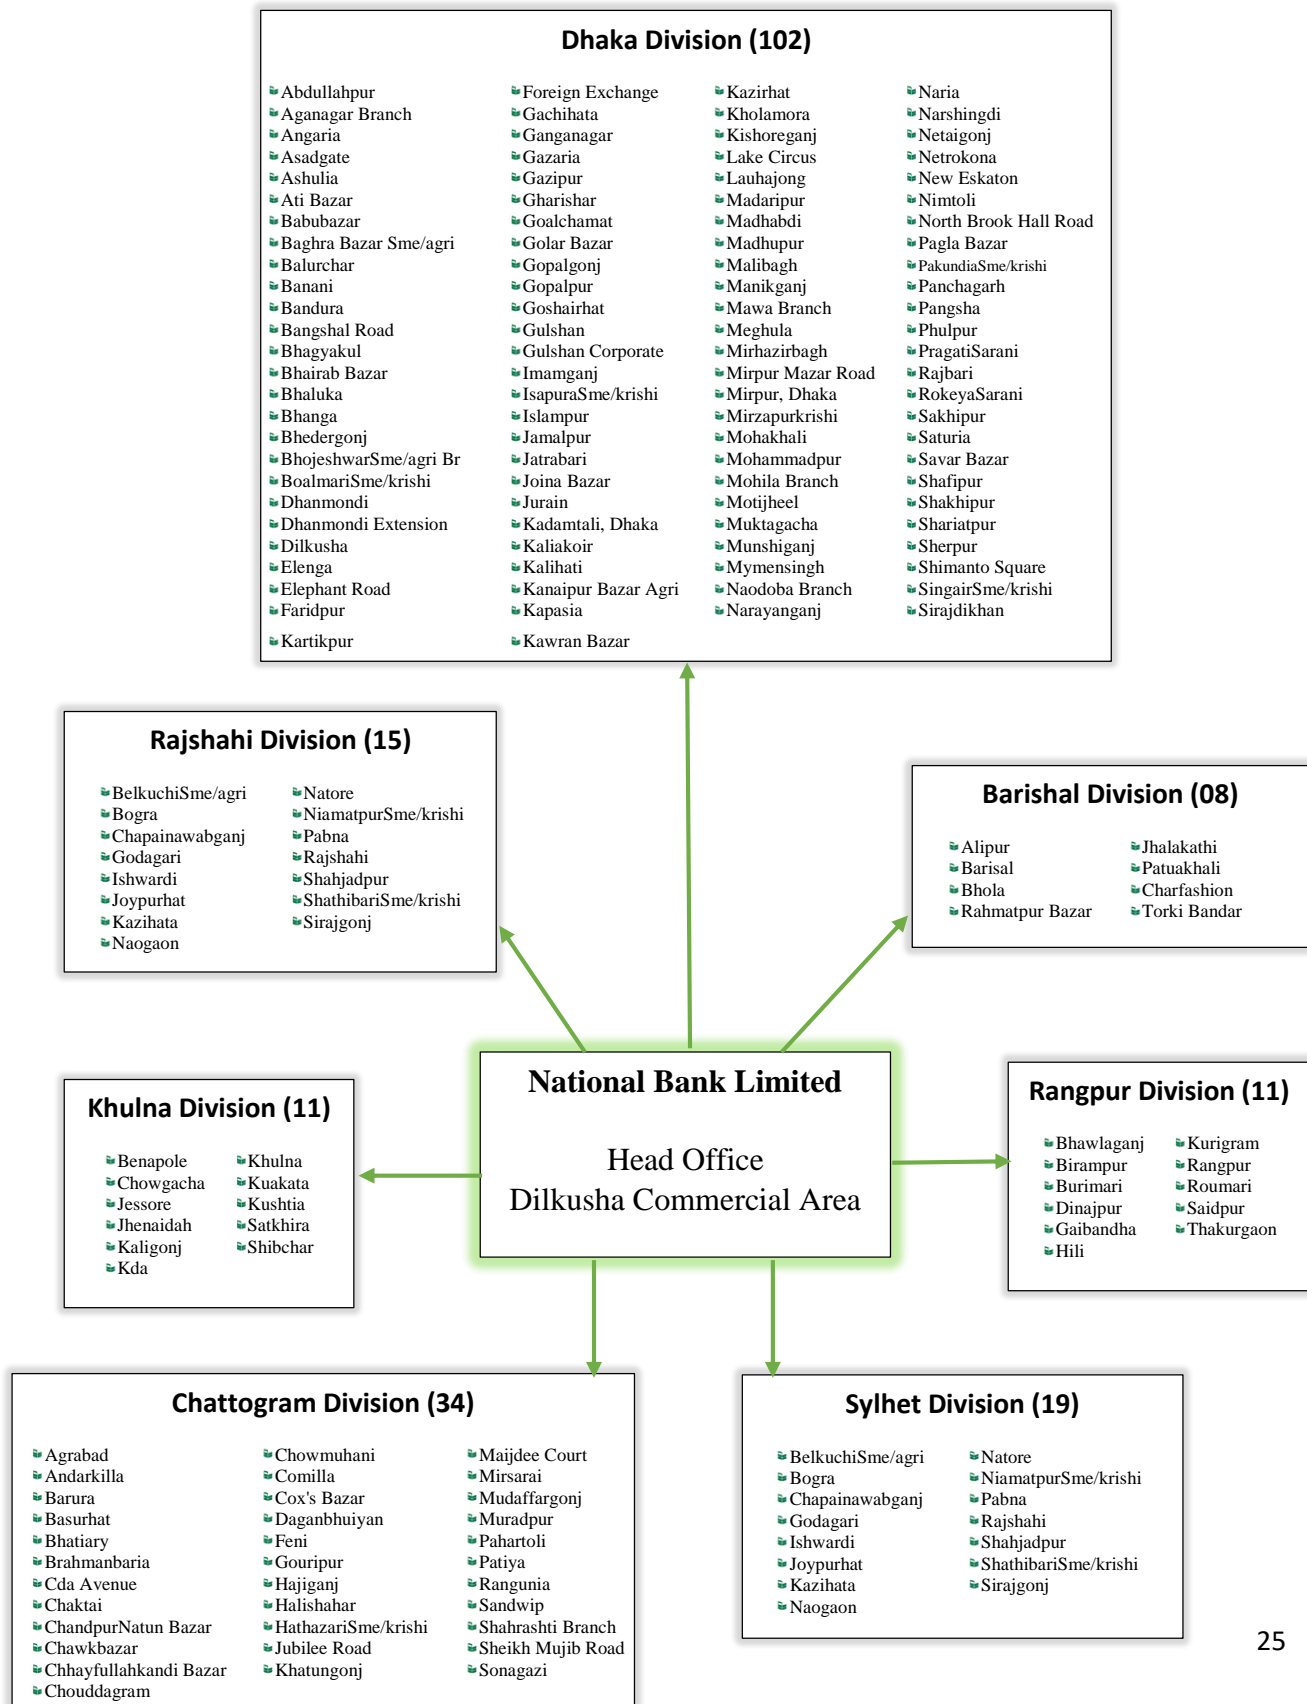 Dhaka Division (102)
Abdullahpur
Aganagar Branch
Angaria
Asadgate
Ashulia
Ati Bazar
Babubazar
Baghra Bazar Sme/agri
Balurchar
Banani
Bandura
Bangshal Road
Bhagyakul
Bhairab Bazar
Bhaluka
Bhanga
Bhedergonj
BhojeshwarSme/agri Br
BoalmariSme/krishi
Dhanmondi
Dhanmondi Extension
Dilkusha
Elenga
Elephant Road
Faridpur
Kartikpur
Foreign Exchange
Gachihata
Ganganagar
Gazaria
Gazipur
Gharishar
Goalchamat
Golar Bazar
Gopalgonj
Gopalpur
Goshairhat
Gulshan
Gulshan Corporate
Imamganj
IsapuraSme/krishi
Islampur
Jamalpur
Jatrabari
Joina Bazar
Jurain
Kadamtali, Dhaka
Kaliakoir
Kalihati
Kanaipur Bazar Agri
Kapasia
Kawran Bazar
Kazirhat
Kholamora
Kishoreganj
Lake Circus
Lauhajong
Madaripur
Madhabdi
Madhupur
Malibagh
Manikganj
Mawa Branch
Meghula
Mirhazirbagh
Mirpur Mazar Road
Mirpur, Dhaka
Mirzapurkrishi
Mohakhali
Mohammadpur
Mohila Branch
Motijheel
Muktagacha
Munshiganj
Mymensingh
Naodoba Branch
Narayanganj
Naria
Narshingdi
Netaigonj
Netrokona
New Eskaton
Nimtoli
North Brook Hall Road
Pagla Bazar
PakundiaSme/krishi
Panchagarh
Pangsha
Phulpur
PragatiSarani
Rajbari
RokeyaSarani
Sakhipur
Saturia
Savar Bazar
Shafipur
Shakhipur
Shariatpur
Sherpur
Shimanto Square
SingairSme/krishi
Sirajdikhan
Rajshahi Division (15)
BelkuchiSme/agri
Bogra
Chapainawabganj
Godagari
Ishwardi
Joypurhat
Kazihata
Naogaon
Natore
NiamatpurSme/krishi
Pabna
Rajshahi
Shahjadpur
ShathibariSme/krishi
Sirajgonj
Barishal Division (08)
Alipur
Barisal
Bhola
Rahmatpur Bazar
Jhalakathi
Patuakhali
Charfashion
Torki Bandar
National Bank Limited
Head Office
Dilkusha Commercial Area
Khulna Division (11)
Benapole
Chowgacha
Jessore
Jhenaidah
Kaligonj
Kda
Khulna
Kuakata
Kushtia
Satkhira
Shibchar
Rangpur Division (11)
Bhawlaganj
Birampur
Burimari
Dinajpur
Gaibandha
Hili
Kurigram
Rangpur
Roumari
Saidpur
Thakurgaon
Chattogram Division (34)
Agrabad
Andarkilla
Barura
Basurhat
Bhatiary
Brahmanbaria
Cda Avenue
Chaktai
ChandpurNatun Bazar
Chawkbazar
Chhayfullahkandi Bazar
Chouddagram
Chowmuhani
Comilla
Cox's Bazar
Daganbhuiyan
Feni
Gouripur
Hajiganj
Halishahar
HathazariSme/krishi
Jubilee Road
Khatungonj
Maijdee Court
Mirsarai
Mudaffargonj
Muradpur
Pahartoli
Patiya
Rangunia
Sandwip
Shahrashti Branch
Sheikh Mujib Road
Sonagazi
Sylhet Division (19)
BelkuchiSme/agri
Bogra
Chapainawabganj
Godagari
Ishwardi
Joypurhat
Kazihata
Naogaon
Natore
NiamatpurSme/krishi
Pabna
Rajshahi
Shahjadpur
ShathibariSme/krishi
Sirajgonj
25